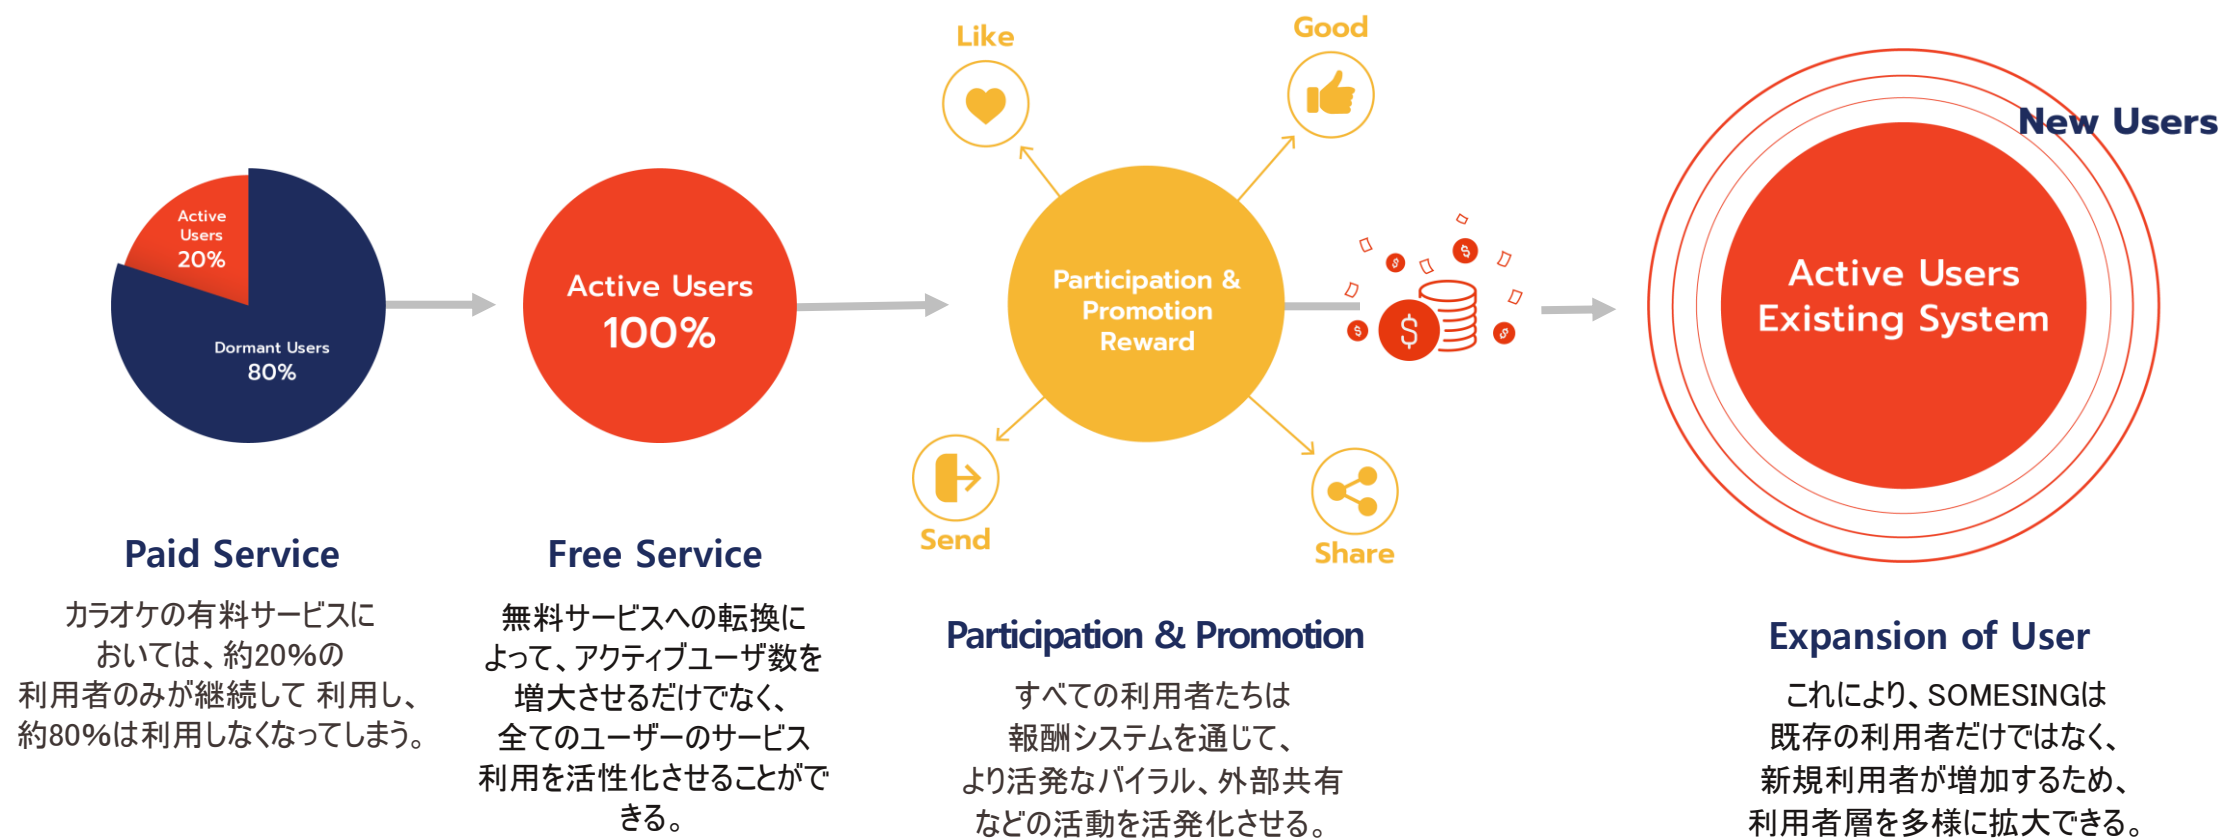 Active
Users
20%
Dormant Users
80%
Active Users
100%
Like
Good
Participation &
Promotion
Reward
Send
Share
New Users
Active Users
Existing System
Paid Service
カラオケの有料サービスに
おいては、約20%の
利用者のみが継続して 利用し、
約80%は利用しなくなってしまう。
Free Service
無料サービスへの転換に
よって、アクティブユーザ数を
増大させるだけでなく、
全てのユーザーのサービス
利用を活性化させることがで
きる。
Participation & Promotion
すべての利用者たちは
報酬システムを通じて、
より活発なバイラル、外部共有
などの活動を活発化させる。
Expansion of User
これにより、SOMESINGは
既存の利用者だけではなく、
新規利用者が増加するため、
利用者層を多様に拡大できる。